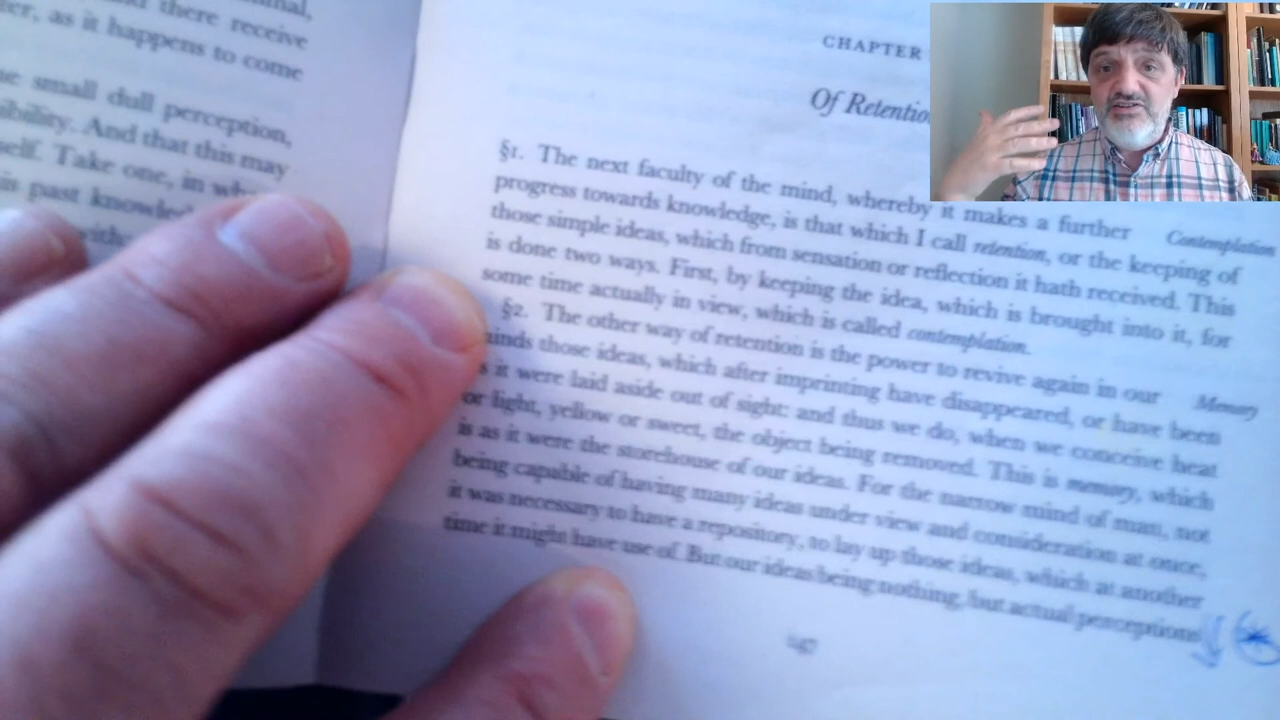 and there receive
ter, as it happens to come
small dull perception,
And that this may
self. Take one, in
past
CHAPTER
Of Retentio
§1. The next faculty of the mind, whereby it makes a further
Contemplation
progress towards knowledge, is that which I call retention, or the keeping of
those simple ideas, which from sensation or reflection it hath received. This
is done two ways. First, by keeping the idea, which is brought into it, for
some time actually in view, which is called contemplation.
§2. The other way of retention is the power to revive again in our
Memory
minds those ideas, which after imprinting have disappeared, or have been
as it were laid aside out of sight: and thus we do, when we conceive heat
or light, yellow or sweet, the object being removed. This is memory, which
is as it were the storehouse of our ideas. For the narrow mind of man, not
being capable of having many ideas under view and consideration at once,
it was necessary to have a repository, to lay up those ideas, which at another
time it might have use of. But our ideas being nothing, but actual perceptions
147